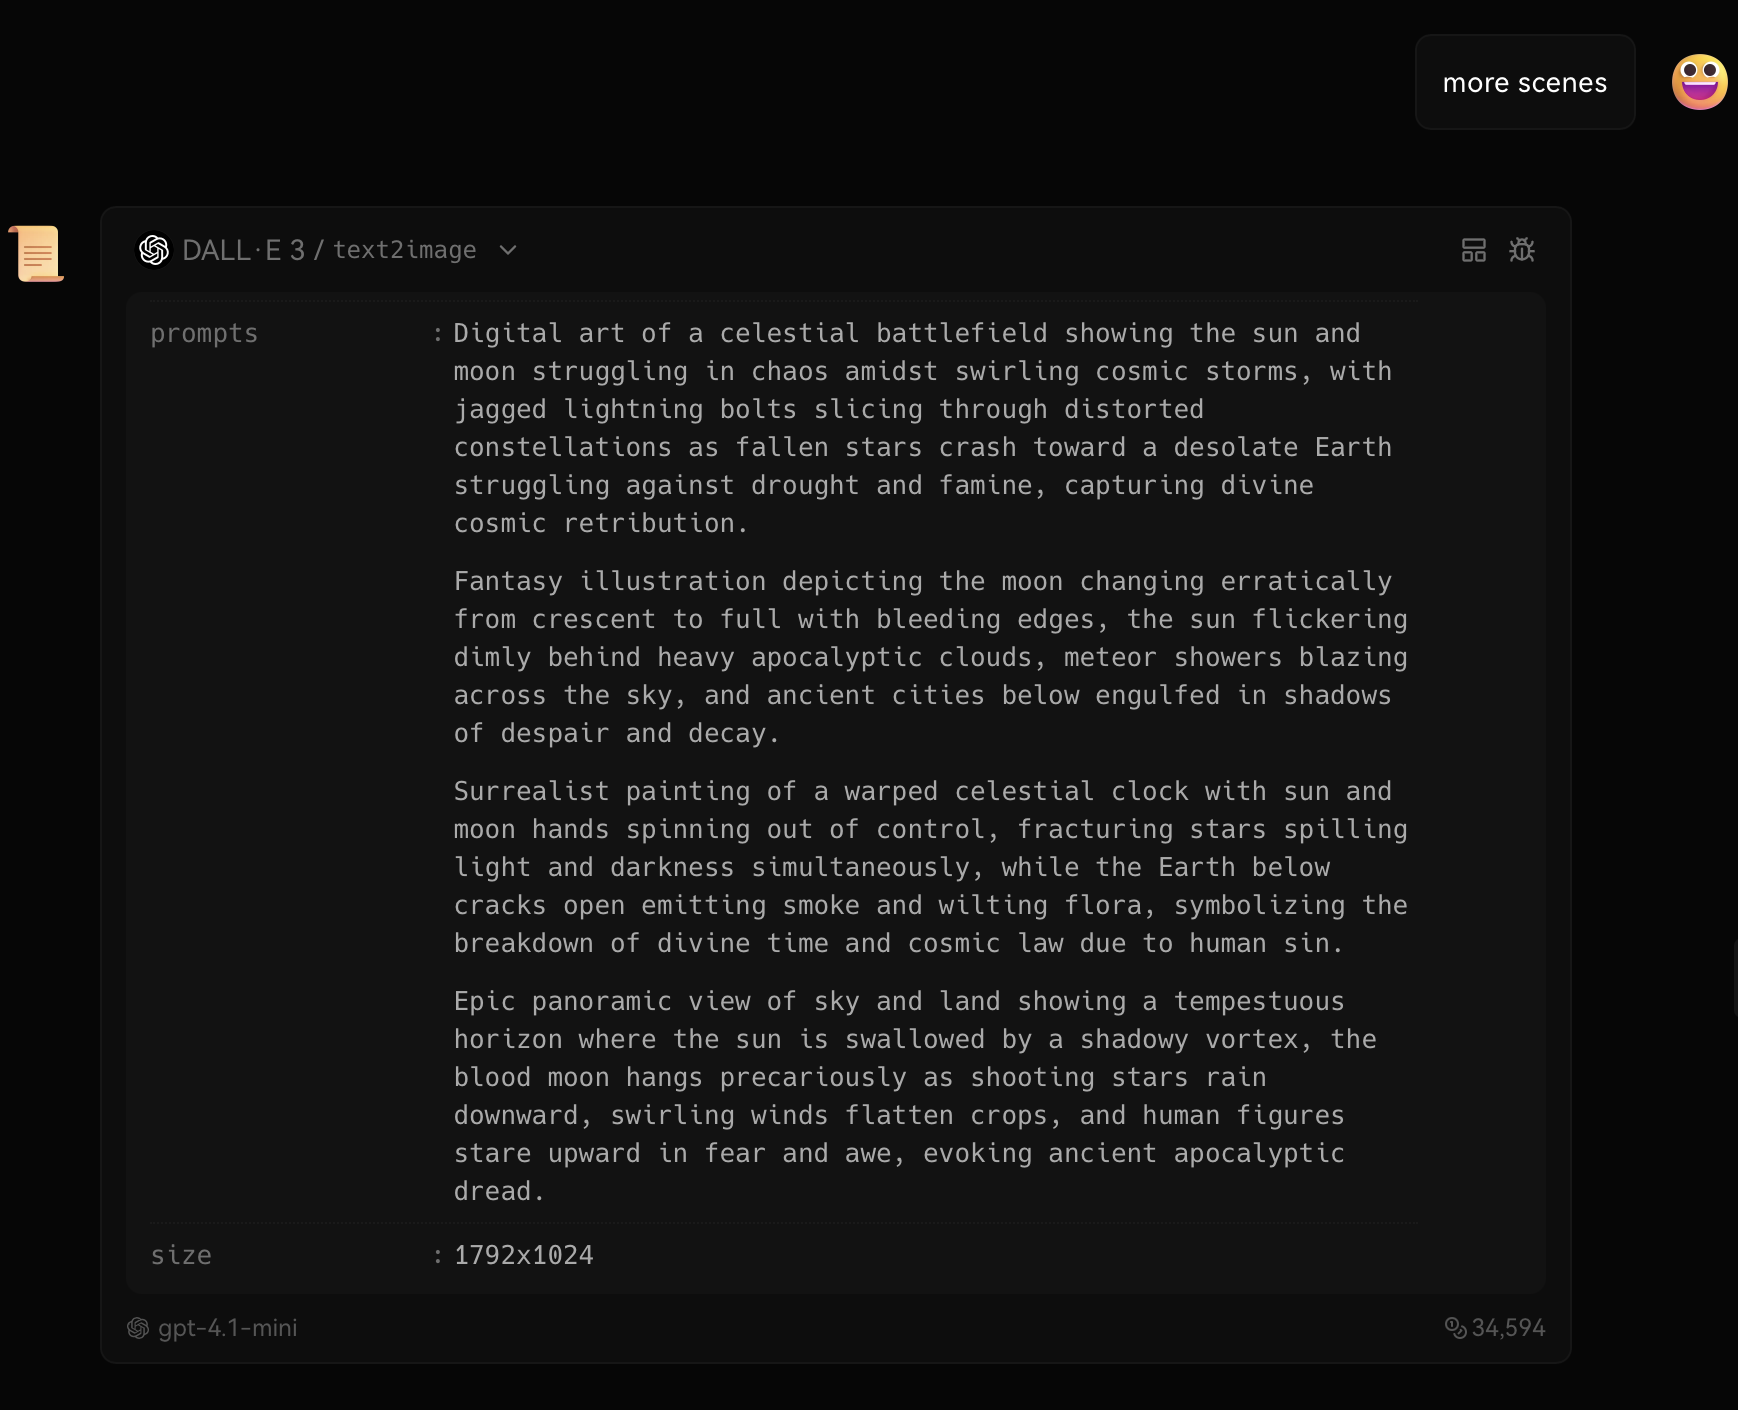 more scenes
DALL·E 3 / text2image
prompts : Digital art of a celestial battlefield showing the sun and
moon struggling in chaos amidst swirling cosmic storms, with
jagged lightning bolts slicing through distorted
constellations as fallen stars crash toward a desolate Earth
struggling against drought and famine, capturing divine
cosmic retribution.
Fantasy illustration depicting the moon changing erratically
from crescent to full with bleeding edges, the sun flickering
dimly behind heavy apocalyptic clouds, meteor showers blazing
across the sky, and ancient cities below engulfed in shadows
of despair and decay.
Surrealist painting of a warped celestial clock with sun and
moon hands spinning out of control, fracturing stars spilling
light and darkness simultaneously, while the Earth below
cracks open emitting smoke and wilting flora, symbolizing the
breakdown of divine time and cosmic law due to human sin.
Epic panoramic view of sky and land showing a tempestuous
horizon where the sun is swallowed by a shadowy vortex, the
blood moon hangs precariously as shooting stars rain
downward, swirling winds flatten crops, and human figures
stare upward in fear and awe, evoking ancient apocalyptic
dread.
size : 1792x1024
gpt-4.1-mini 34,594